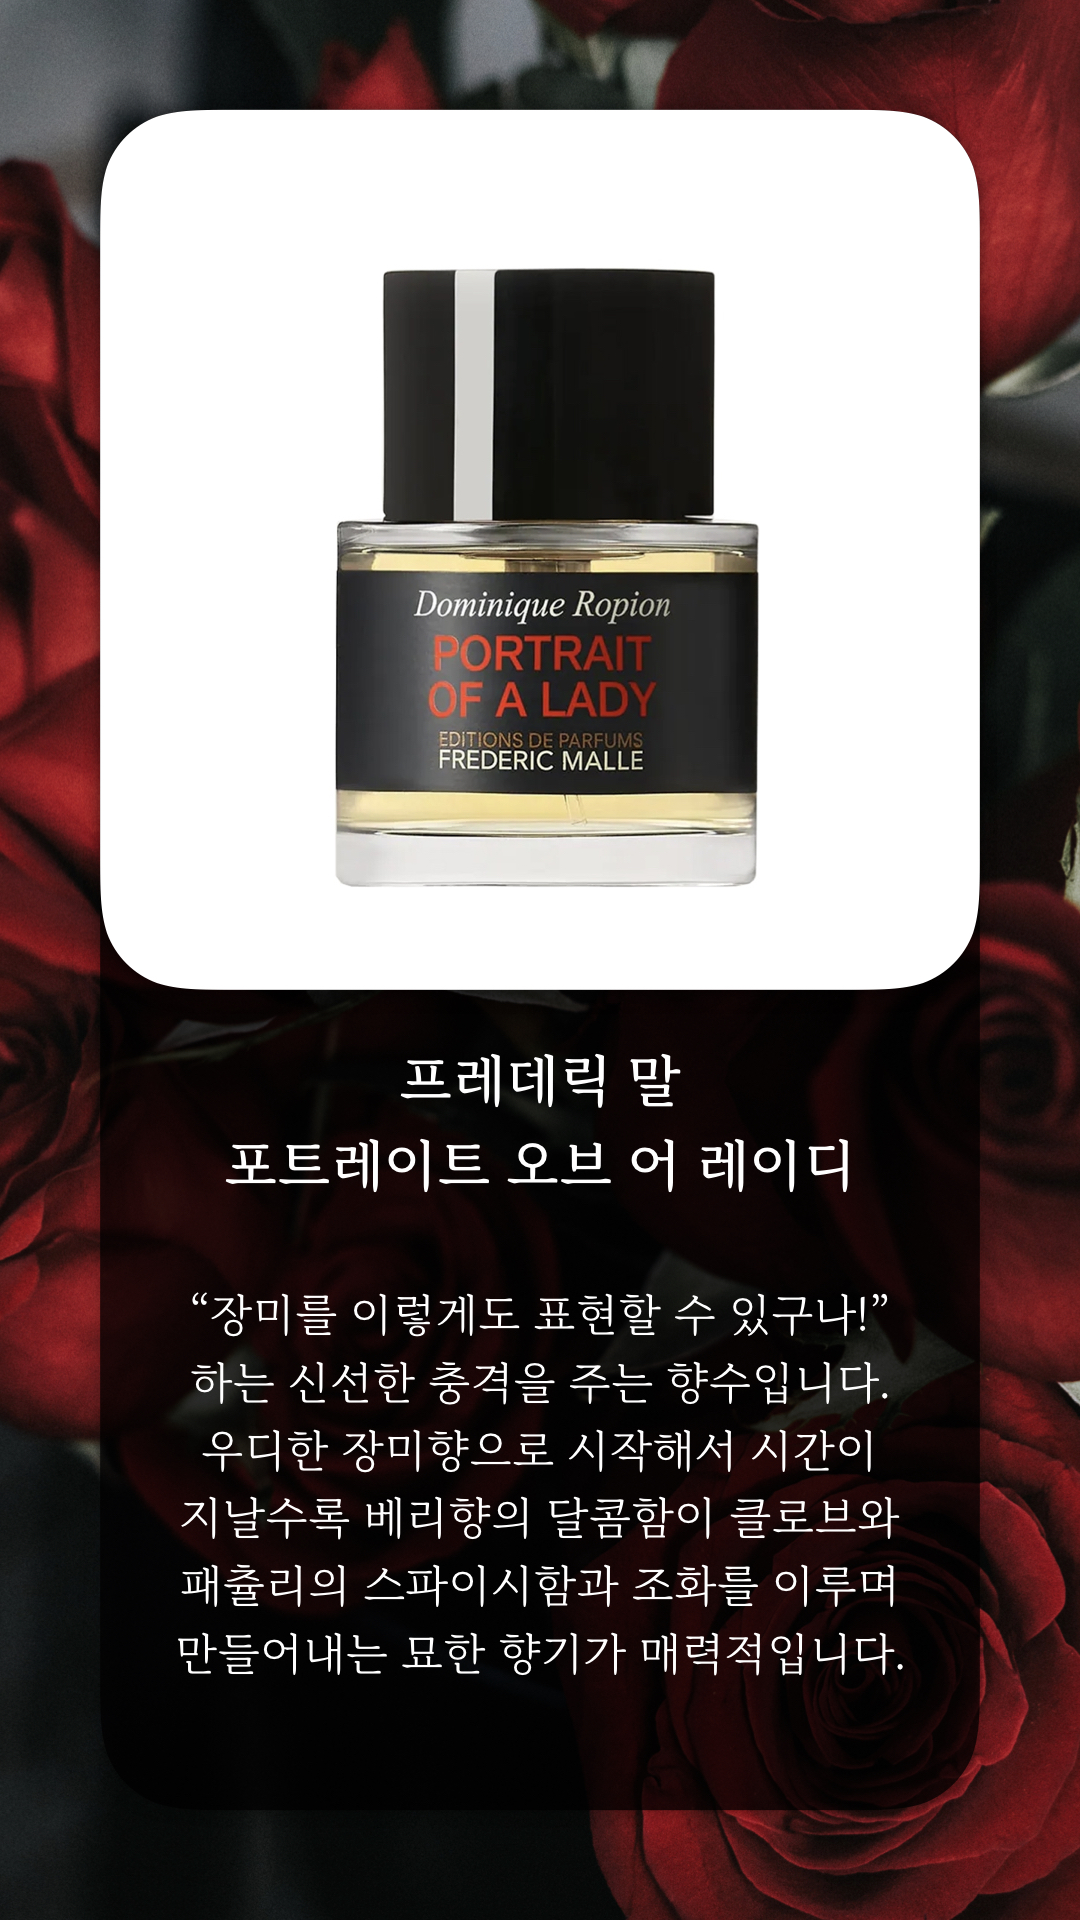 Dominique Ropion
PORTRAIT
OF A LADY
EDITIONS DE PARFUMS
FREDERIC MALLE
프레데릭 말
포트레이트 오브 어 레이디
“장미를 이렇게도 표현할 수 있구나!”
하는 신선한 충격을 주는 향수입니다.
우디한 장미향으로 시작해서 시간이
지날수록 베리향의 달콤함이 클로브와
패츌리의 스파이시함과 조화를 이루며
만들어내는 묘한 향기가 매력적입니다.